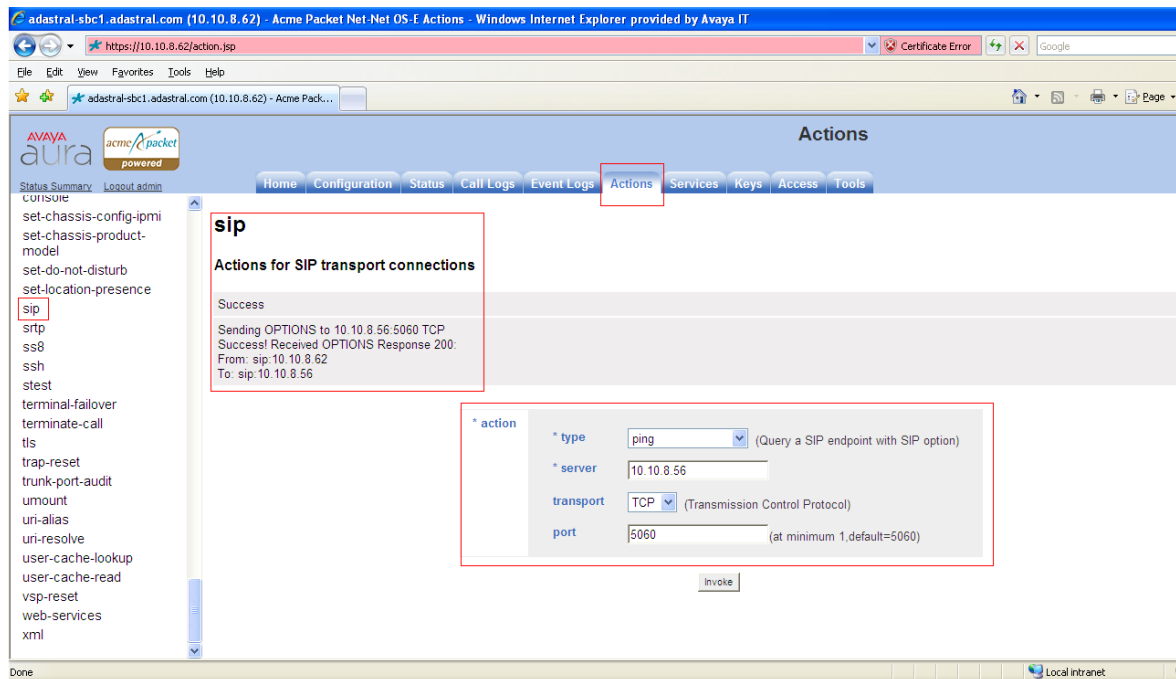 adastral-sbc1.adastral.com (10.10.8.62) - Acme Packet Net-Net OS-E Actions - Windows Internet Explorer provided by Avaya IT
https://10.10.8.62/action.jsp
Certificate Error
Google
File Edit View Favorites Tools Help
adastral-sbc1.adastral.com (10.10.8.62) - Acme Pack...
Page
AVAYA
aura
acme packet
powered
Actions
Status Summary Logout admin
Home Configuration Status Call Logs Event Logs Actions Services Keys Access Tools
console
set-chassis-config-ipmi
set-chassis-product-
model
set-do-not-disturb
set-location-presence
sip
srtp
ss8
ssh
stest
terminal-failover
terminate-call
tls
trap-reset
trunk-port-audit
umount
uri-alias
uri-resolve
user-cache-lookup
user-cache-read
vsp-reset
web-services
xml
sip
Actions for SIP transport connections
Success
Sending OPTIONS to 10.10.8.56:5060 TCP
Success! Received OPTIONS Response 200:
From: sip:10.10.8.62
To: sip:10.10.8.56
* action
* type ping (Query a SIP endpoint with SIP option)
* server 10.10.8.56
transport TCP (Transmission Control Protocol)
port 5060 (at minimum 1,default=5060)
Invoke
Done
Local intranet